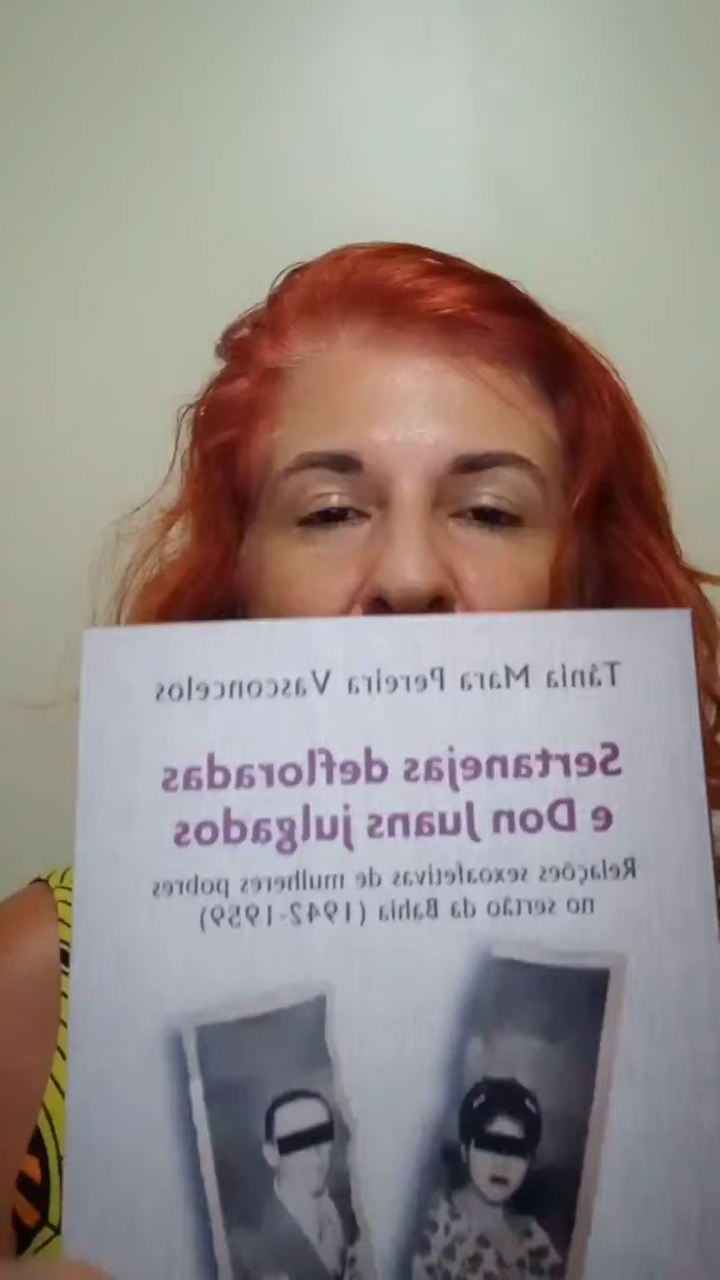 Tânia Mara Pereira Vasconcelos
Sertanejas defloradas
e Don Juans julgados
Relações sexoafetivas de mulheres pobres
no sertão da Bahia (1942-1959)